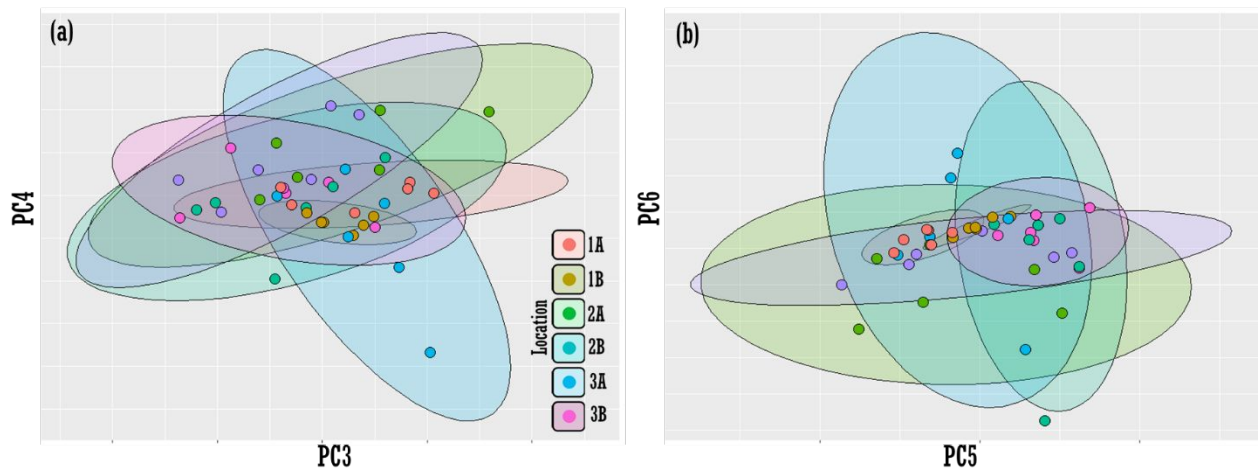 (a)
PC4
PC3
Location
1A
1B
2A
2B
3A
3B
(b)
PC6
PC5